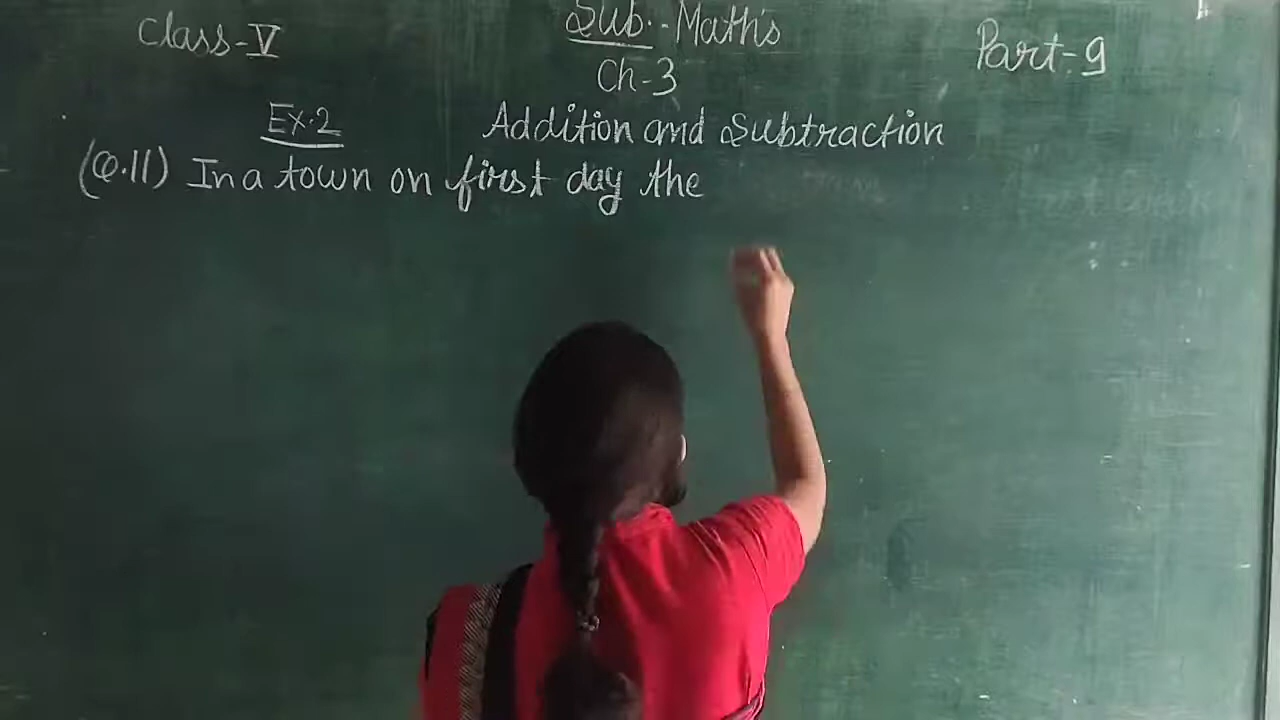 Class-V Sub.-Maths Part-9
Ch-3
Ex.2 Addition and Subtraction
(Q.11) In a town on first day the